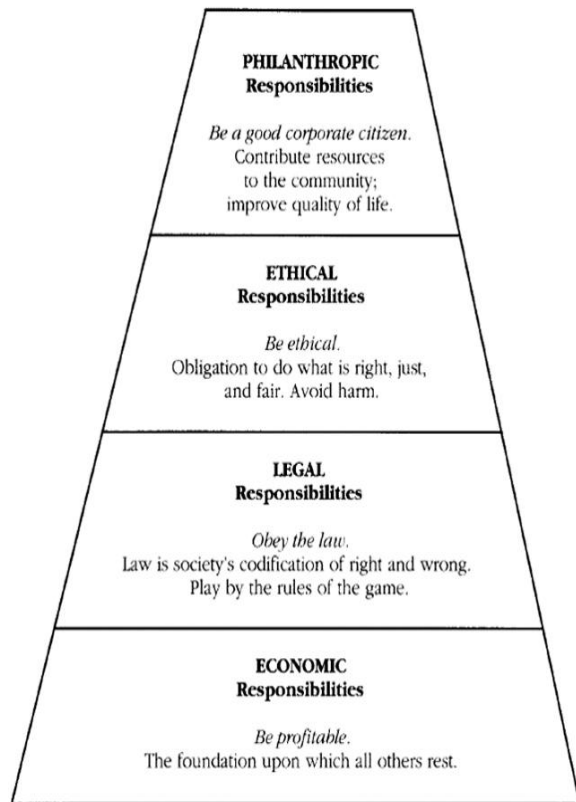 PHILANTHROPIC
Responsibilities
Be a good corporate citizen.
Contribute resources
to the community;
improve quality of life.
ETHICAL
Responsibilities
Be ethical.
Obligation to do what is right, just,
and fair. Avoid harm.
LEGAL
Responsibilities
Obey the law.
Law is society's codification of right and wrong.
Play by the rules of the game.
ECONOMIC
Responsibilities
Be profitable.
The foundation upon which all others rest.